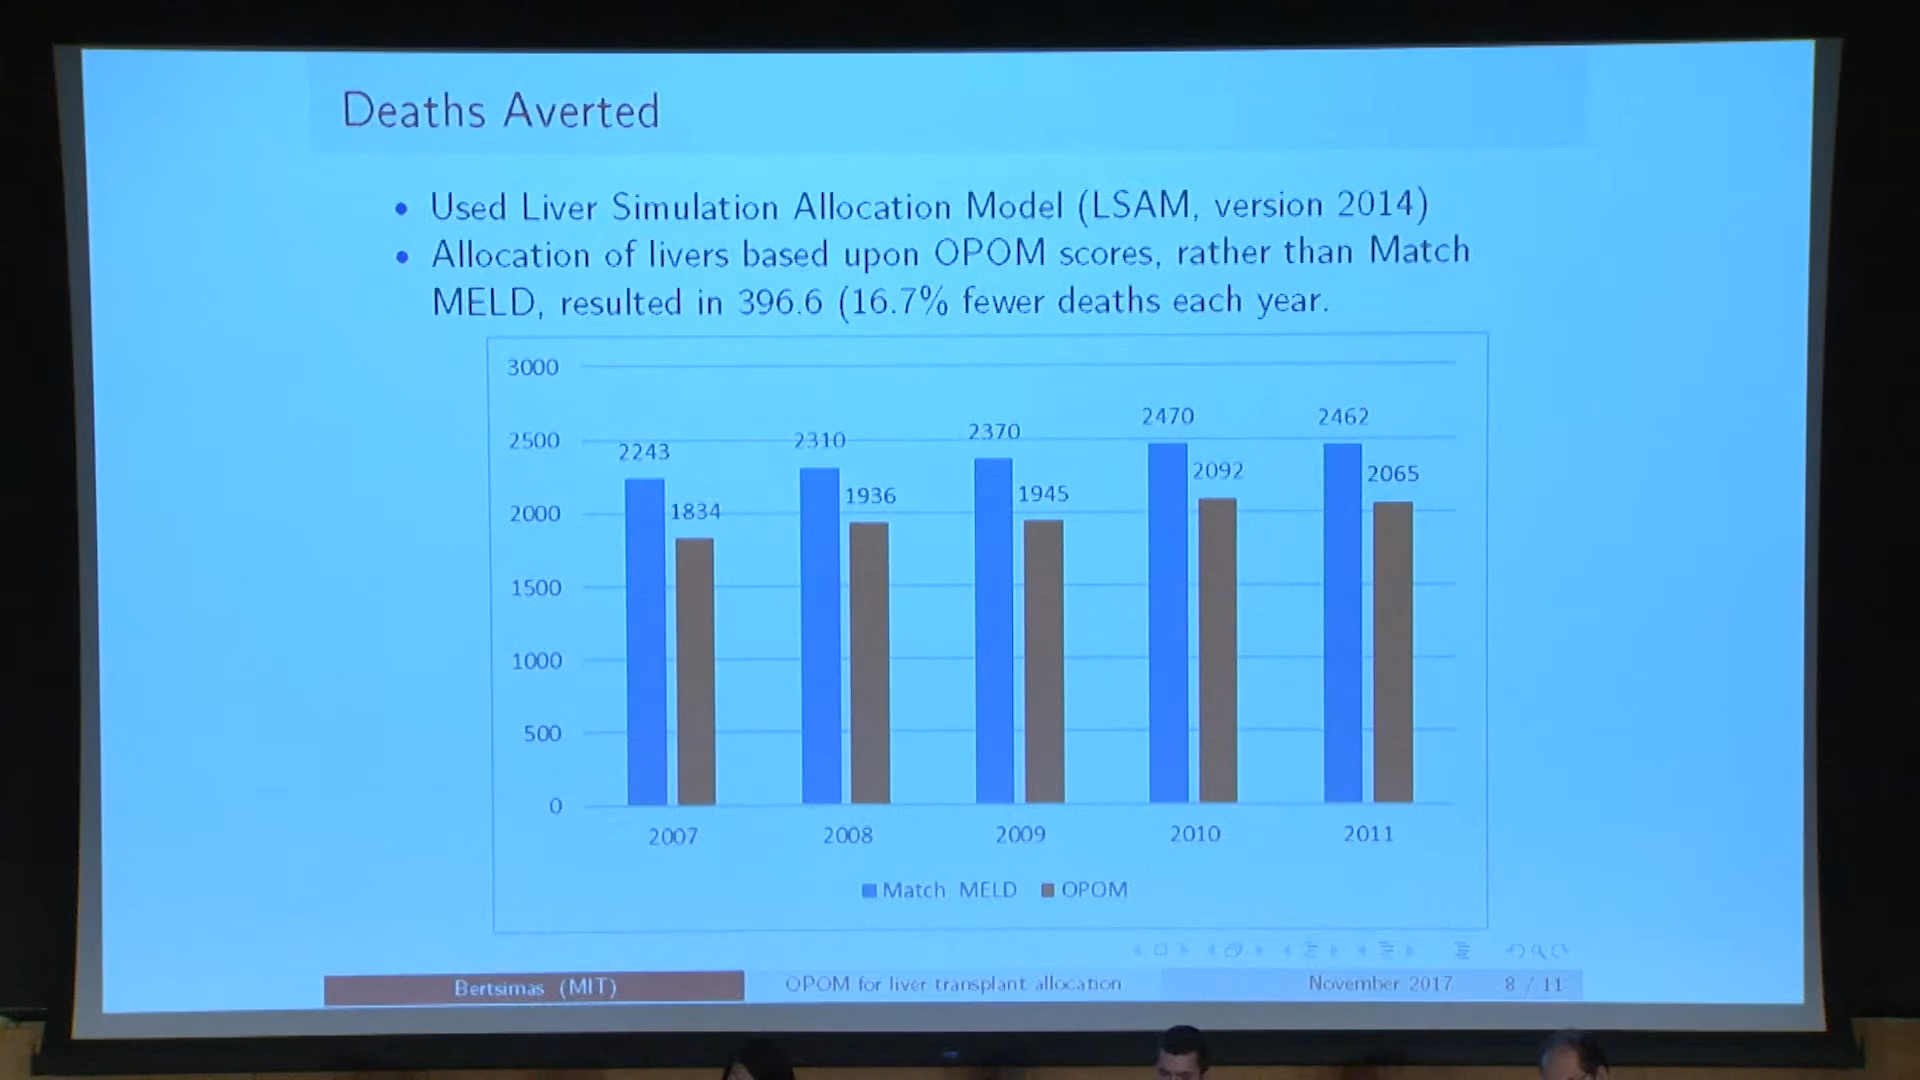 Deaths Averted
Used Liver Simulation Allocation Model (LSAM, version 2014)
Allocation of livers based upon OPOM scores, rather than Match
MELD, resulted in 396.6 (16.7% fewer deaths each year.
3000
2500
2000
1500
1000
500
0
2243
1834
2310
1936
2370
1945
2470
2092
2462
2065
2007
2008
2009
2010
2011
Match MELD
OPOM
Bertsimas (MIT)
OPOM for liver transplant allocation
November 2017
8 / 11